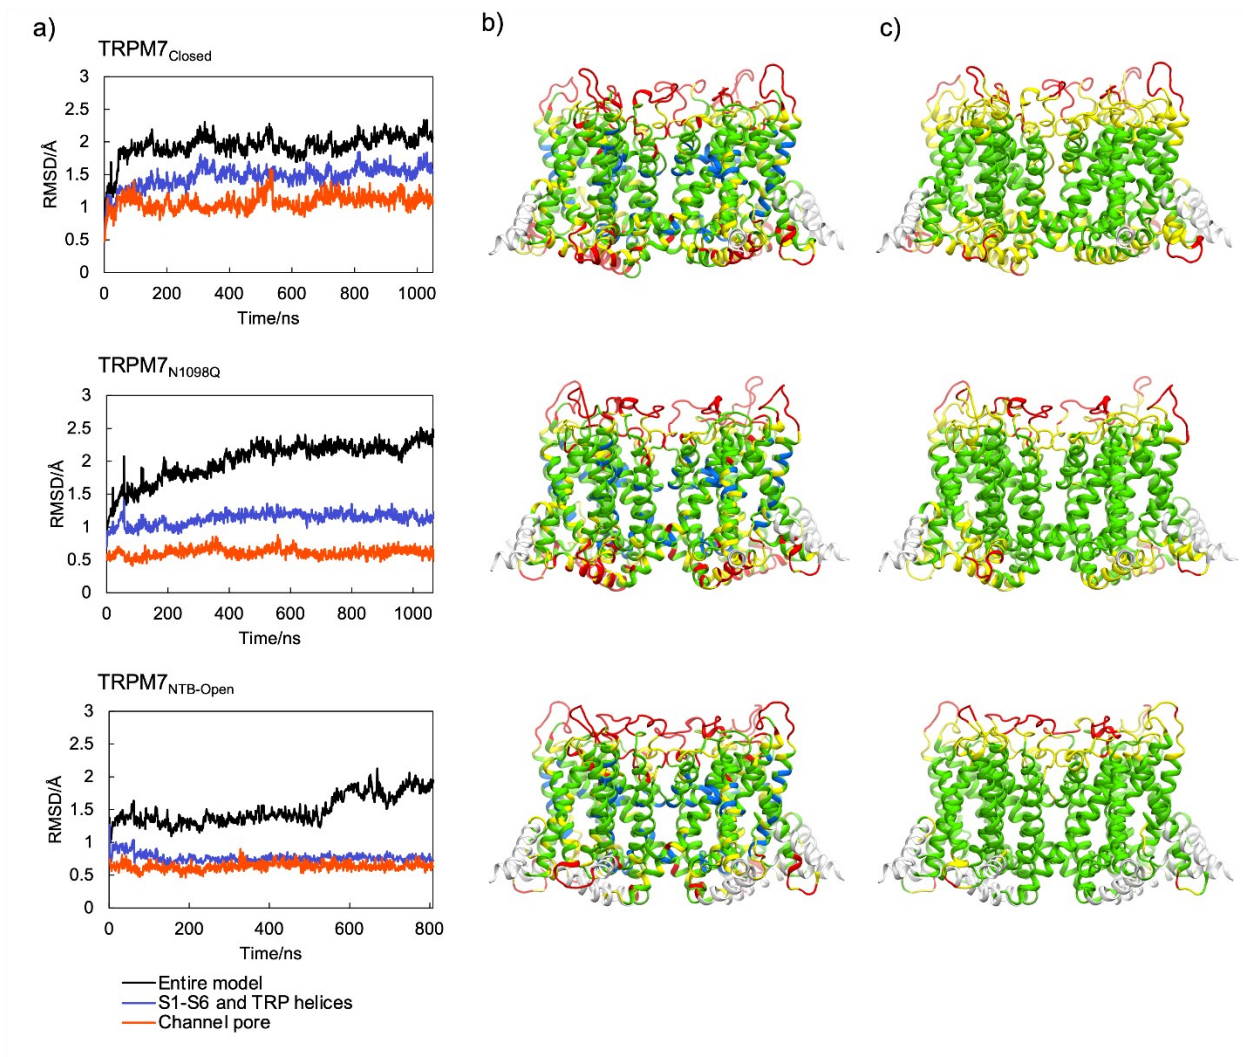 a)
b)
c)
TRPM7Closed
3
2.5
2
1.5
1
0.5
0
RMSD/Å
0 200 400 600 800 1000
Time/ns
TRPM7N1098Q
3
2.5
2
1.5
1
0.5
0
RMSD/Å
0 200 400 600 800 1000
Time/ns
TRPM7NTB-Open
3
2.5
2
1.5
1
0.5
0
RMSD/Å
0 200 400 600 800
Time/ns
Entire model
S1-S6 and TRP helices
Channel pore